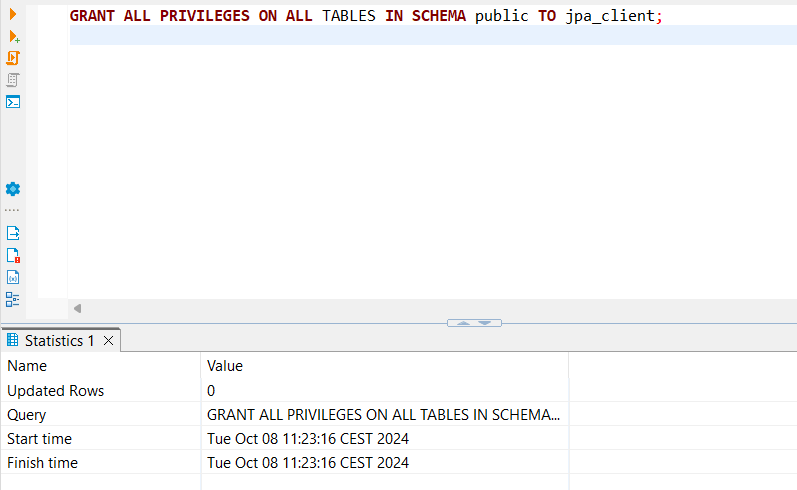 GRANT ALL PRIVILEGES ON ALL TABLES IN SCHEMA public TO jpa_client;
Statistics 1
Name Value
Updated Rows 0
Query GRANT ALL PRIVILEGES ON ALL TABLES IN SCHEMA...
Start time Tue Oct 08 11:23:16 CEST 2024
Finish time Tue Oct 08 11:23:16 CEST 2024